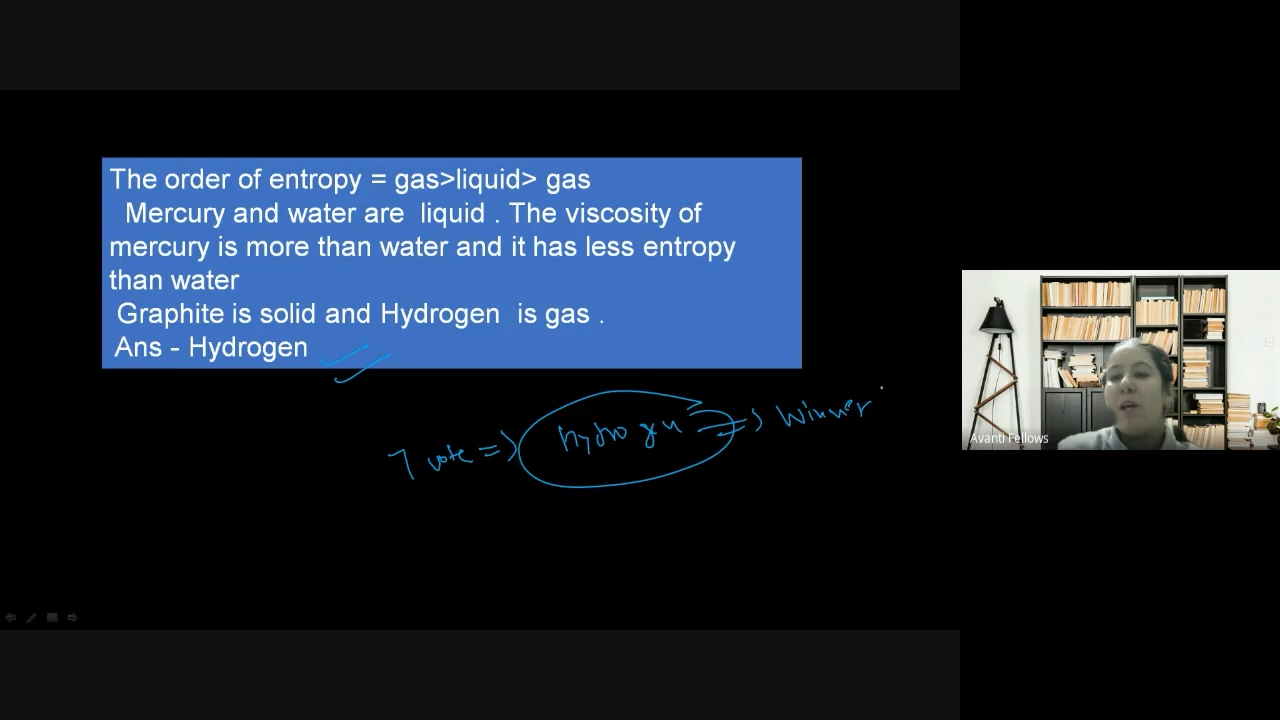 The order of entropy = gas>liquid> gas
Mercury and water are liquid . The viscosity of
mercury is more than water and it has less entropy
than water
Graphite is solid and Hydrogen is gas .
Ans - Hydrogen
7 vote => Hydrogen => Winner
Avanti Fellows